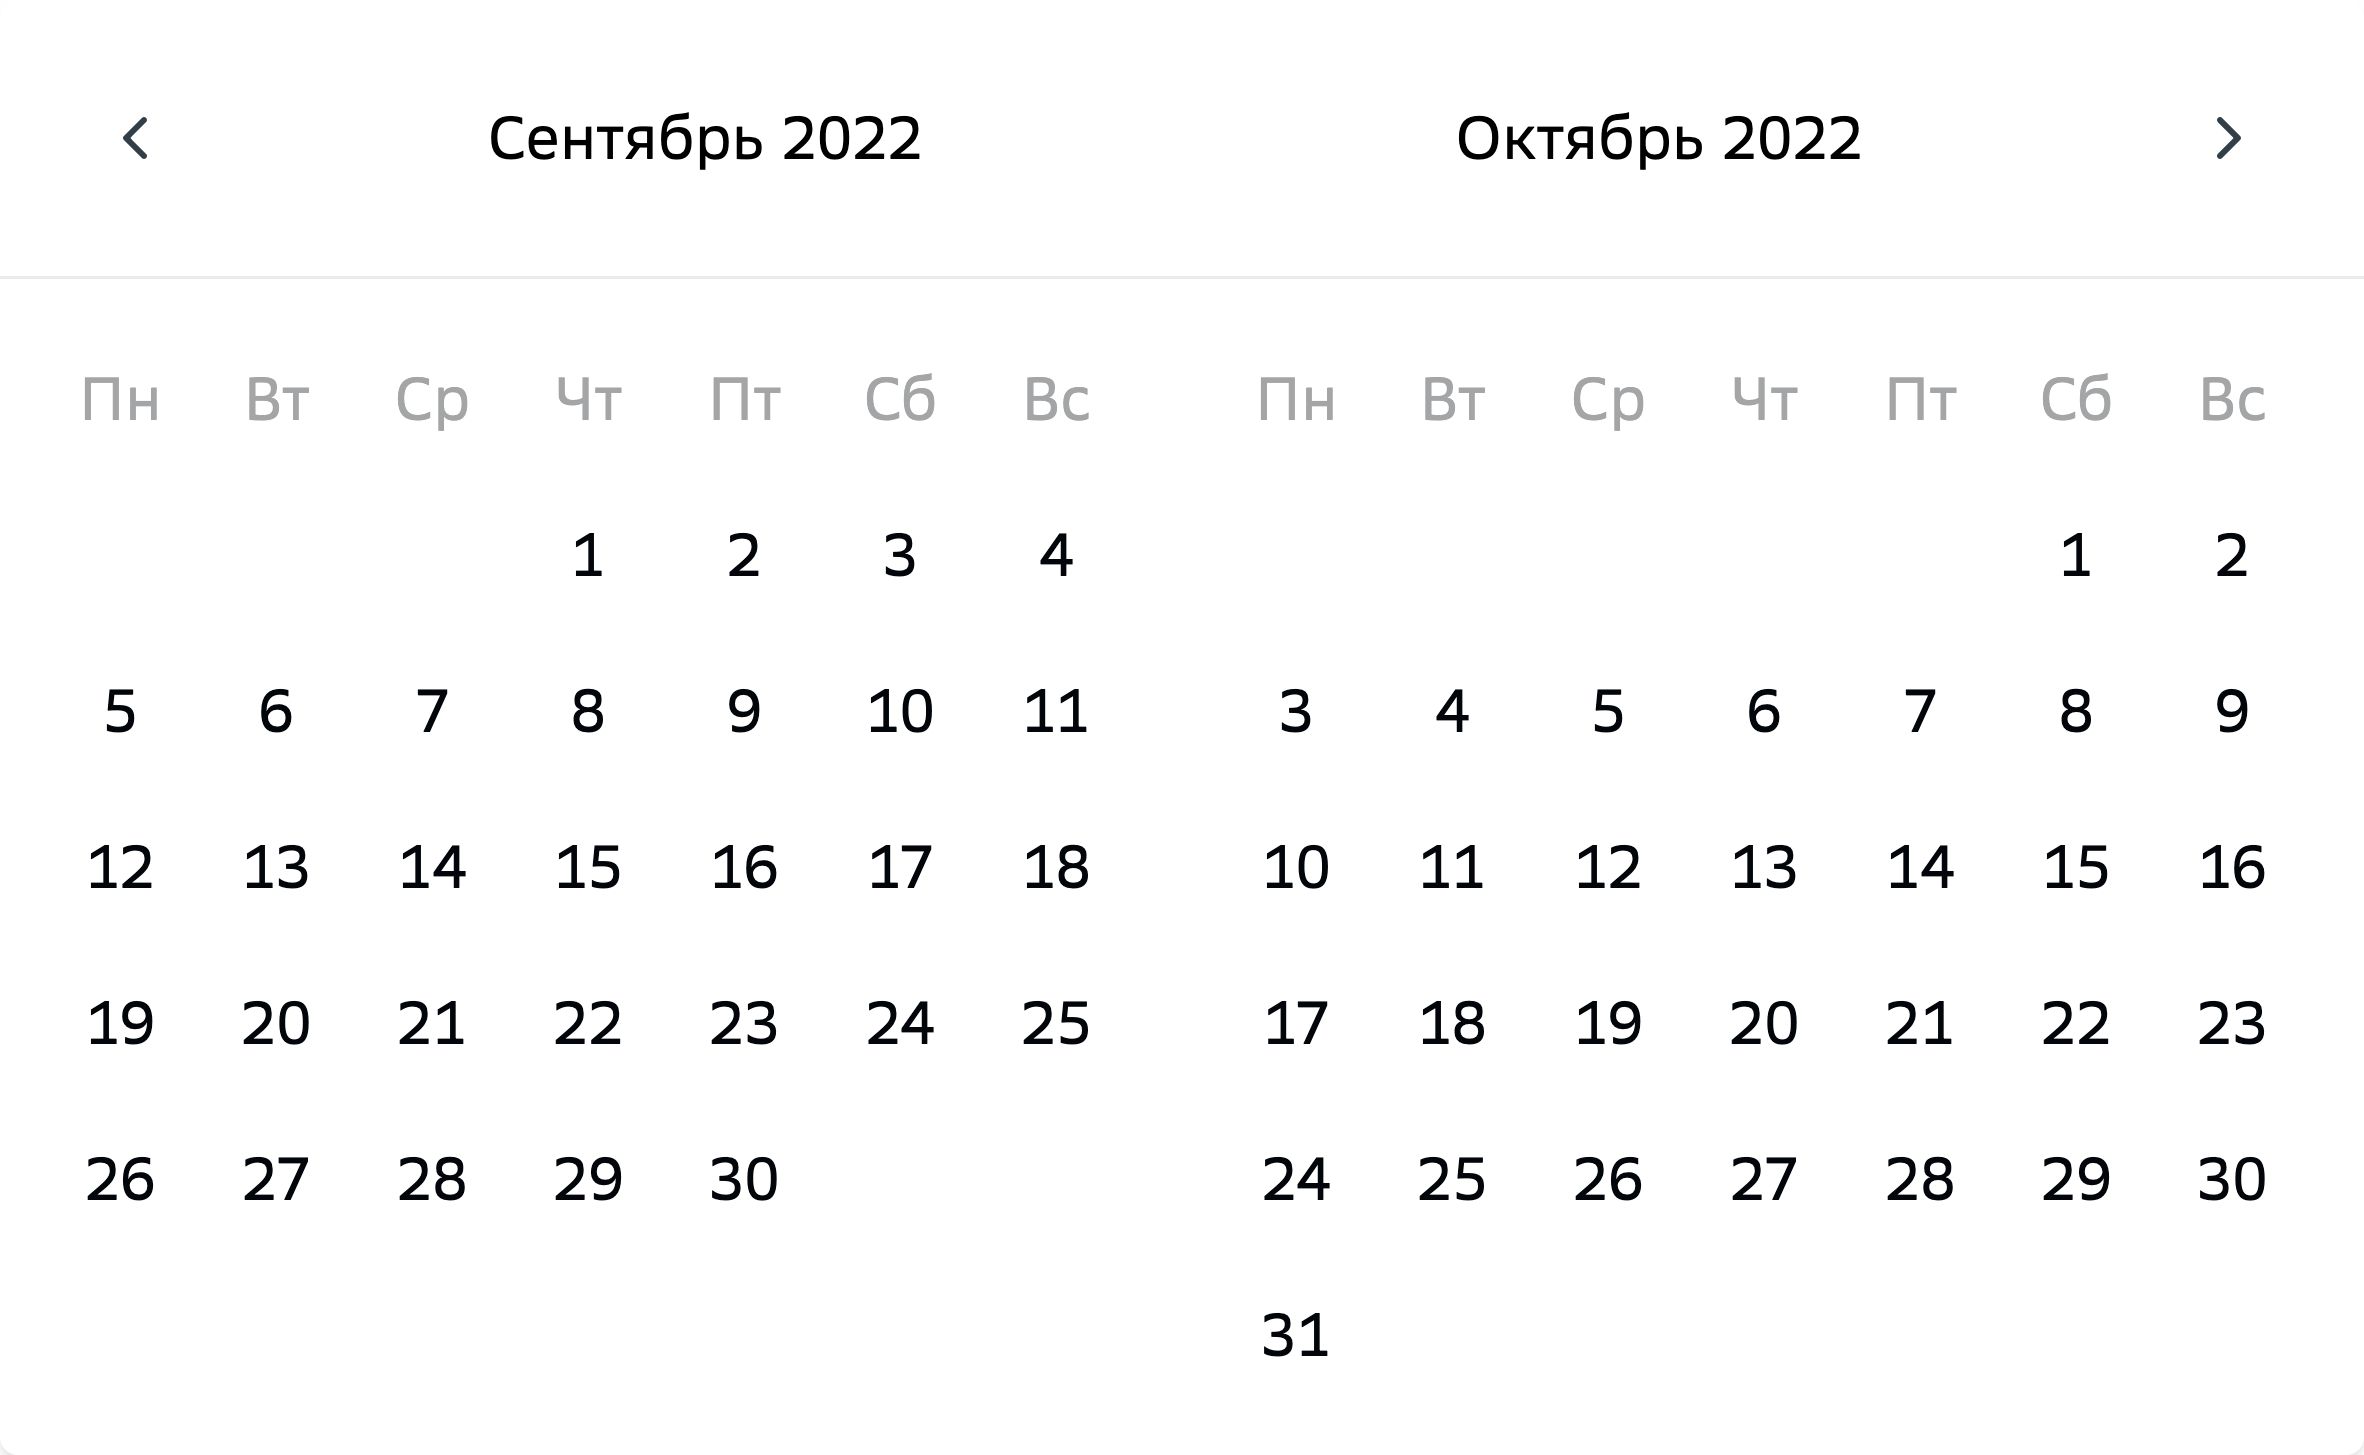 Сентябрь 2022
Пн Вт Ср Чт Пт Сб Вс
1 2 3 4
5 6 7 8 9 10 11
12 13 14 15 16 17 18
19 20 21 22 23 24 25
26 27 28 29 30
Октябрь 2022
Пн Вт Ср Чт Пт Сб Вс
1 2
3 4 5 6 7 8 9
10 11 12 13 14 15 16
17 18 19 20 21 22 23
24 25 26 27 28 29 30
31